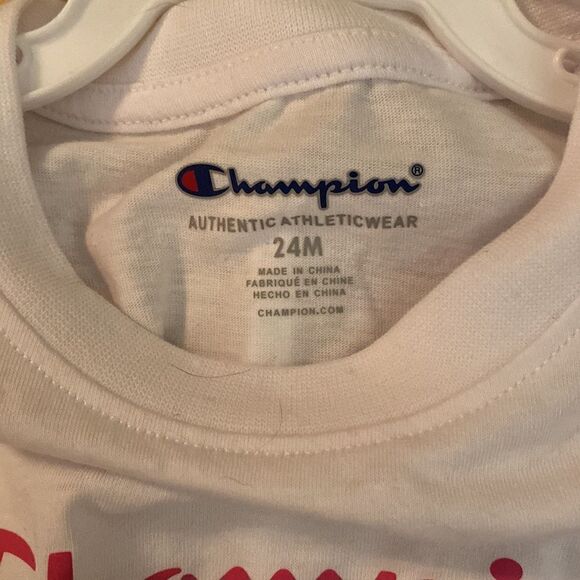 Champion®
AUTHENTIC ATHLETICWEAR
24M
MADE IN CHINA
FABRIQUÉ EN CHINE
HECHO EN CHINA
CHAMPION.COM